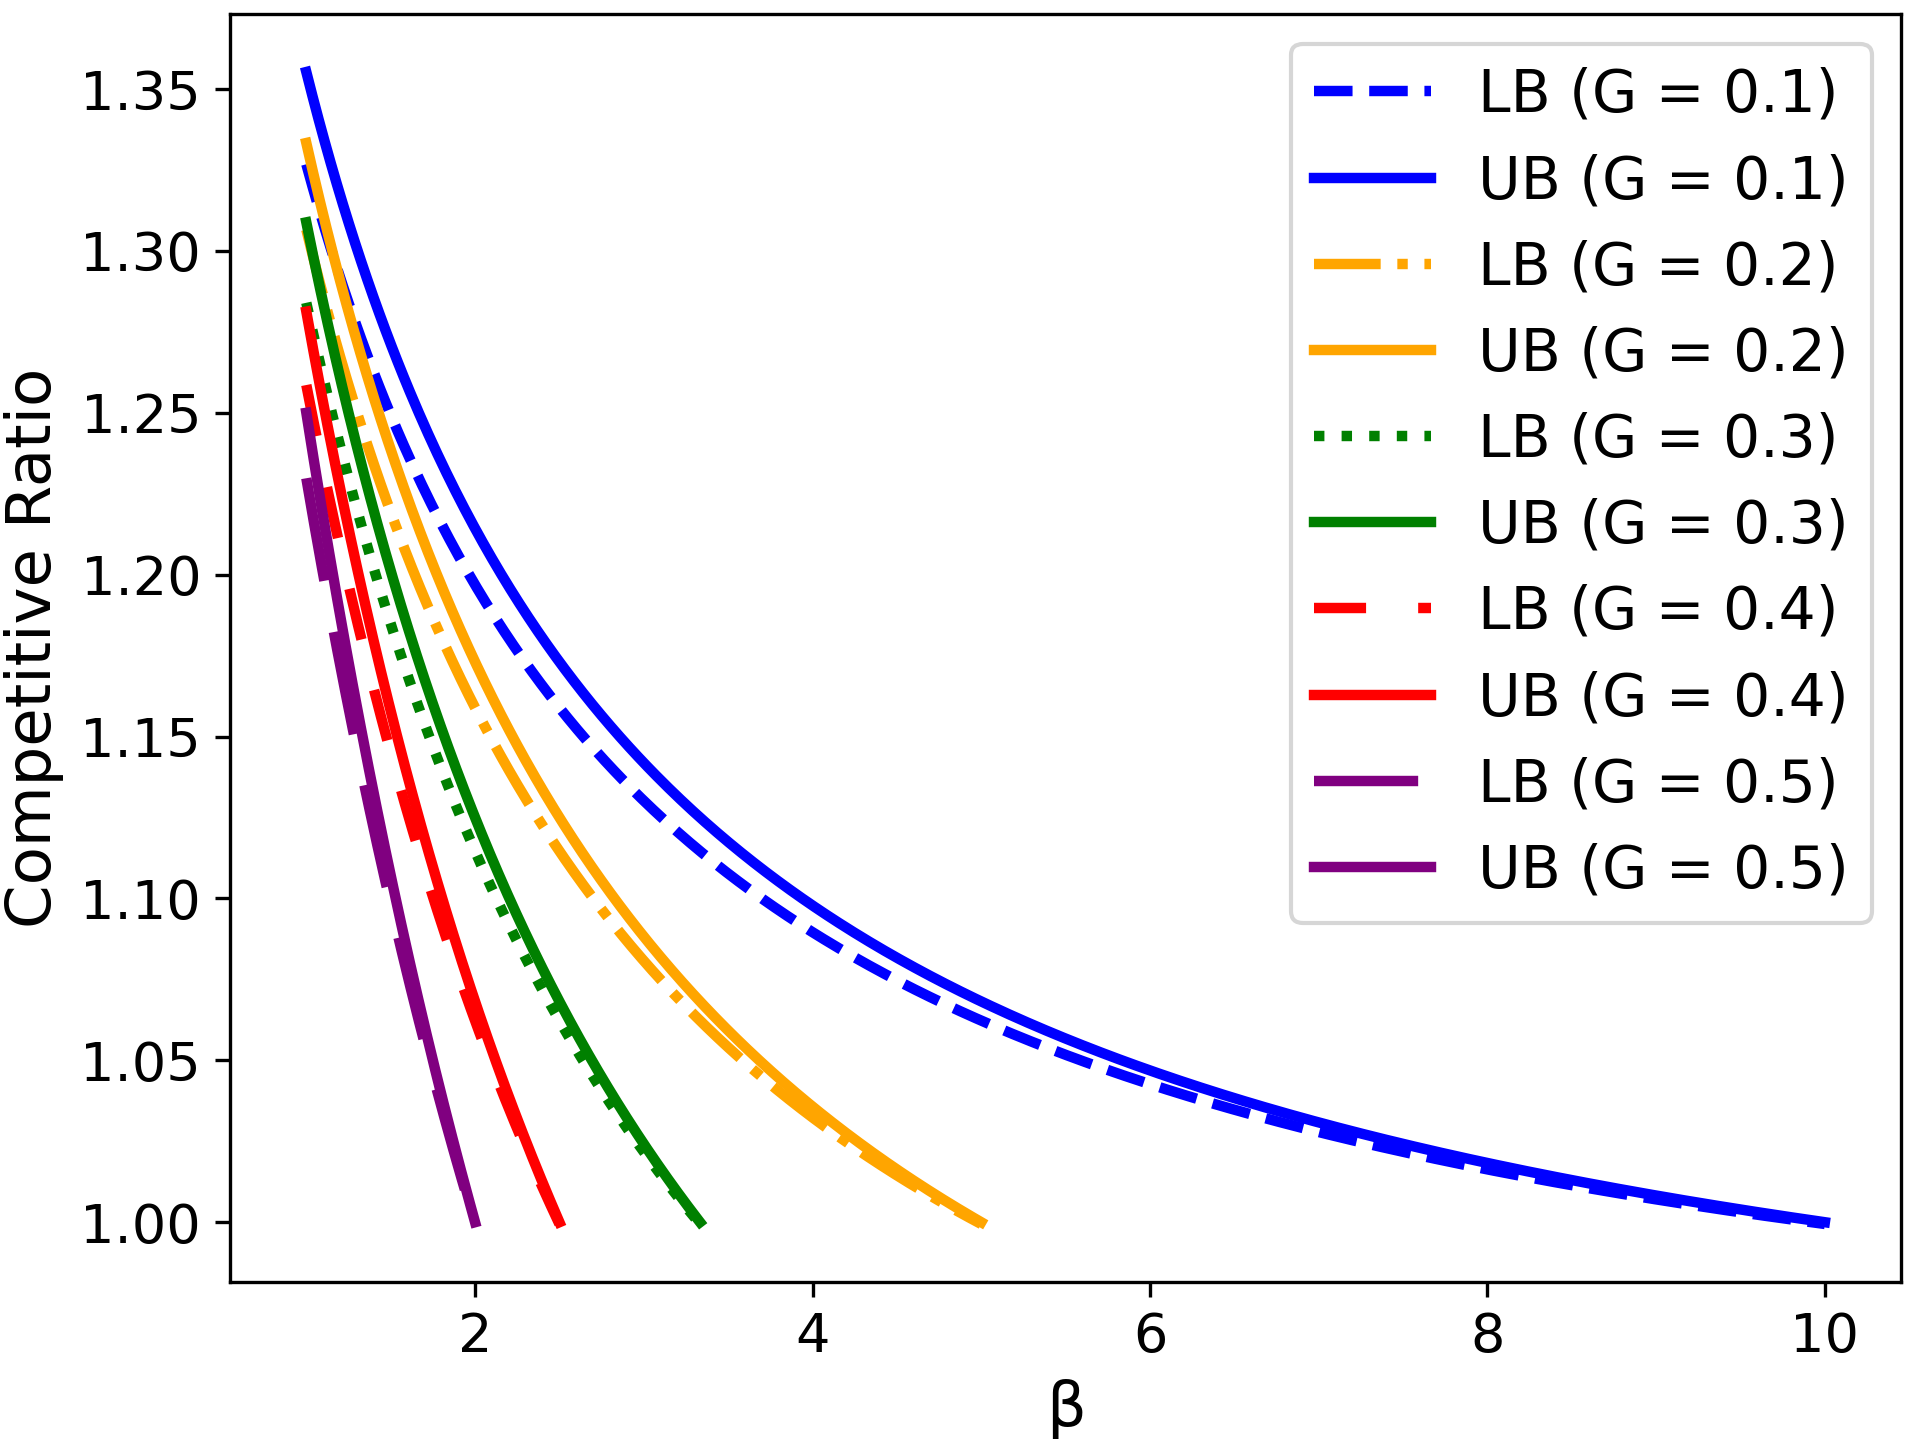 Competitive Ratio
1.35
1.30
1.25
1.20
1.15
1.10
1.05
1.00
2
4
6
8
10
β
LB (G = 0.1)
UB (G = 0.1)
LB (G = 0.2)
UB (G = 0.2)
LB (G = 0.3)
UB (G = 0.3)
LB (G = 0.4)
UB (G = 0.4)
LB (G = 0.5)
UB (G = 0.5)